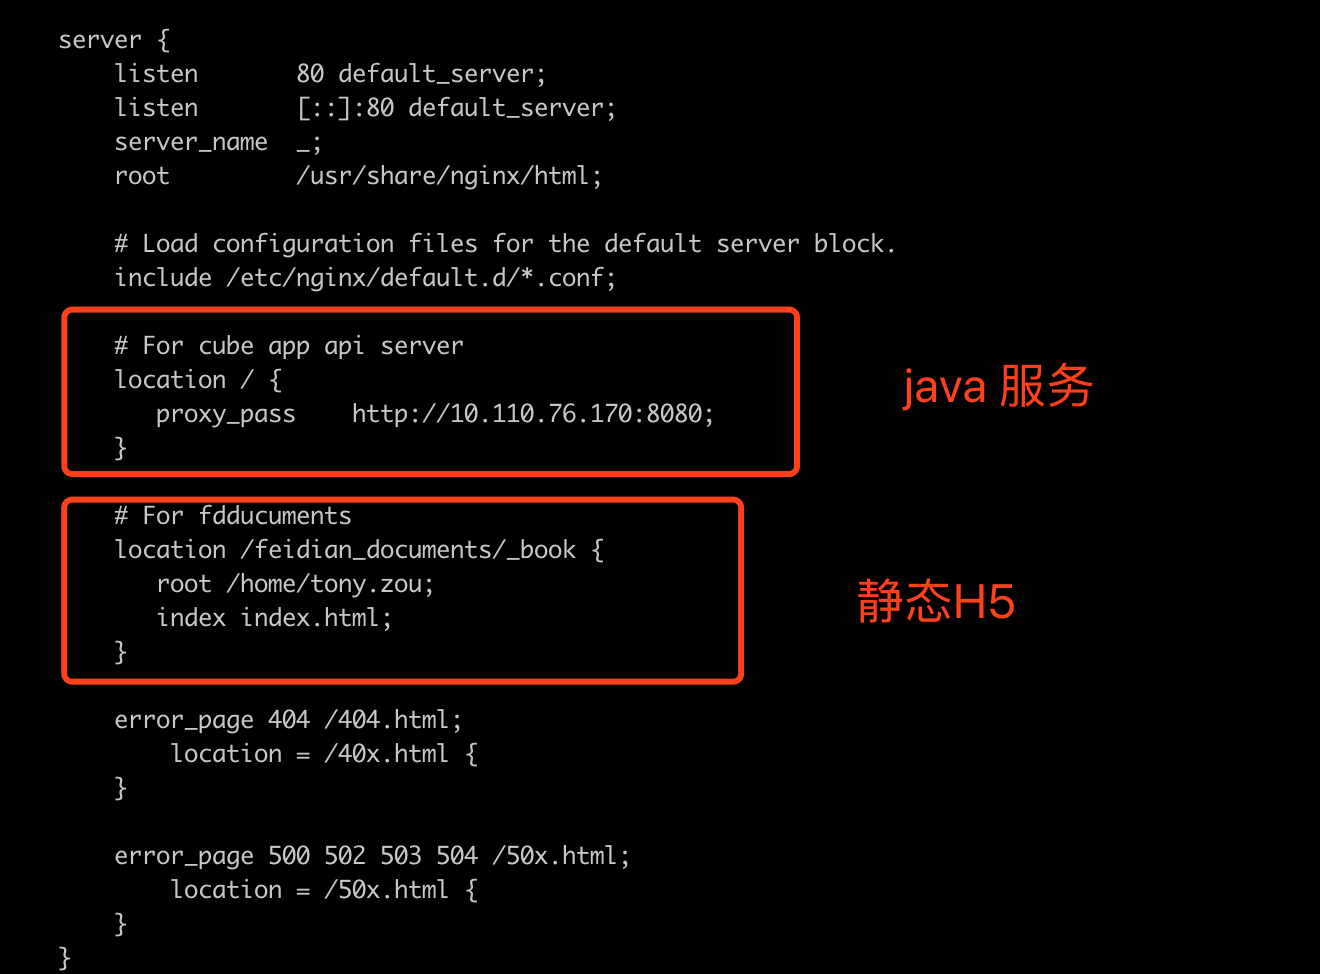 server {
    listen       80 default_server;
    listen       [::]:80 default_server;
    server_name  _;
    root         /usr/share/nginx/html;
    # Load configuration files for the default server block.
    include /etc/nginx/default.d/*.conf;
    # For cube app api server
    location / {
       proxy_pass    http://10.110.76.170:8080;
    }
java 服务
    # For fdducuments
    location /feidian_documents/_book {
       root /home/tony.zou;
       index index.html;
    }
静态H5
    error_page 404 /404.html;
        location = /40x.html {
    }
    error_page 500 502 503 504 /50x.html;
        location = /50x.html {
    }
}